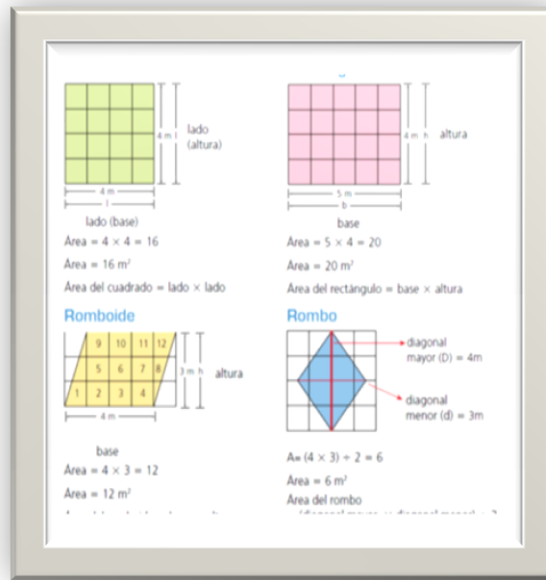 4 m l
lado
(altura)
4 m
l
lado (base)
Área = 4 × 4 = 16
Área = 16 m²
Área del cuadrado = lado × lado
4 m h
altura
5 m
b
base
Área = 5 × 4 = 20
Área = 20 m²
Área del rectángulo = base × altura
Romboide
9 10 11 12
5 6 7 8
1 2 3 4
3 m h
altura
4 m
base
Área = 4 × 3 = 12
Área = 12 m²
Rombo
diagonal
mayor (D) = 4m
diagonal
menor (d) = 3m
A= (4 × 3) ÷ 2 = 6
Área = 6 m²
Área del rombo